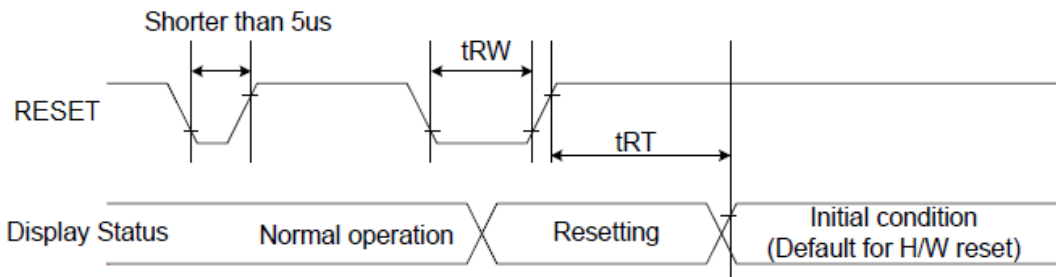 Shorter than 5us
tRW
RESET
tRT
Display Status
Normal operation
Resetting
Initial condition
(Default for H/W reset)